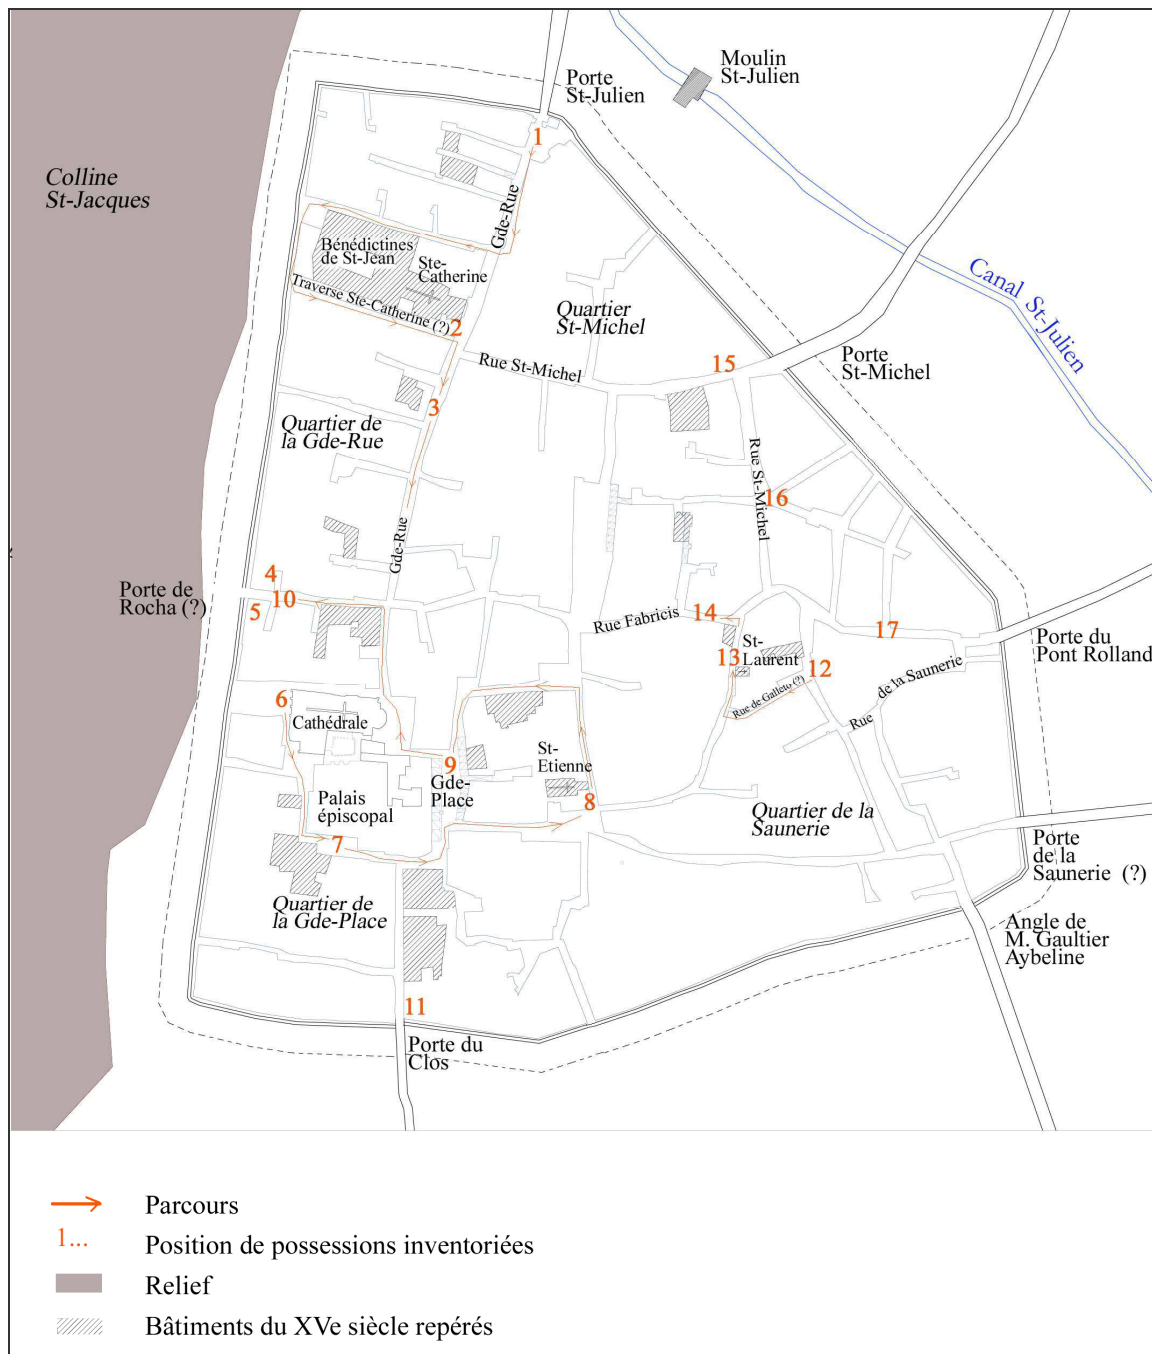 Moulin
St-Julien
Porte
St-Julien
1
Colline
St-Jacques
Gde-Rue
Bénédictines
de St-Jean
Ste-
Catherine
Traverse Ste-Catherine (?)
2
Canal St-Julien
Quartier
St-Michel
Rue St-Michel
15
Porte
St-Michel
3
Quartier de
la Gde-Rue
Rue St-Michel
16
Gde-Rue
4
Porte de
Rocha (?)
5
10
Rue Fabricis
14
17
Porte du
Pont Rolland
13
St-
Laurent
12
Rue de Galleto (?)
Rue de la Saunerie
6
Cathédrale
9
Gde-
Place
St-
Etienne
8
Palais
épiscopal
7
Quartier de la
Saunerie
Porte
de la
Saunerie (?)
Quartier de
la Gde-Place
Angle de
M. Gaultier
Aybeline
11
Porte du
Clos
Parcours
1...
Position de possessions inventoriées
Relief
Bâtiments du XVe siècle repérés